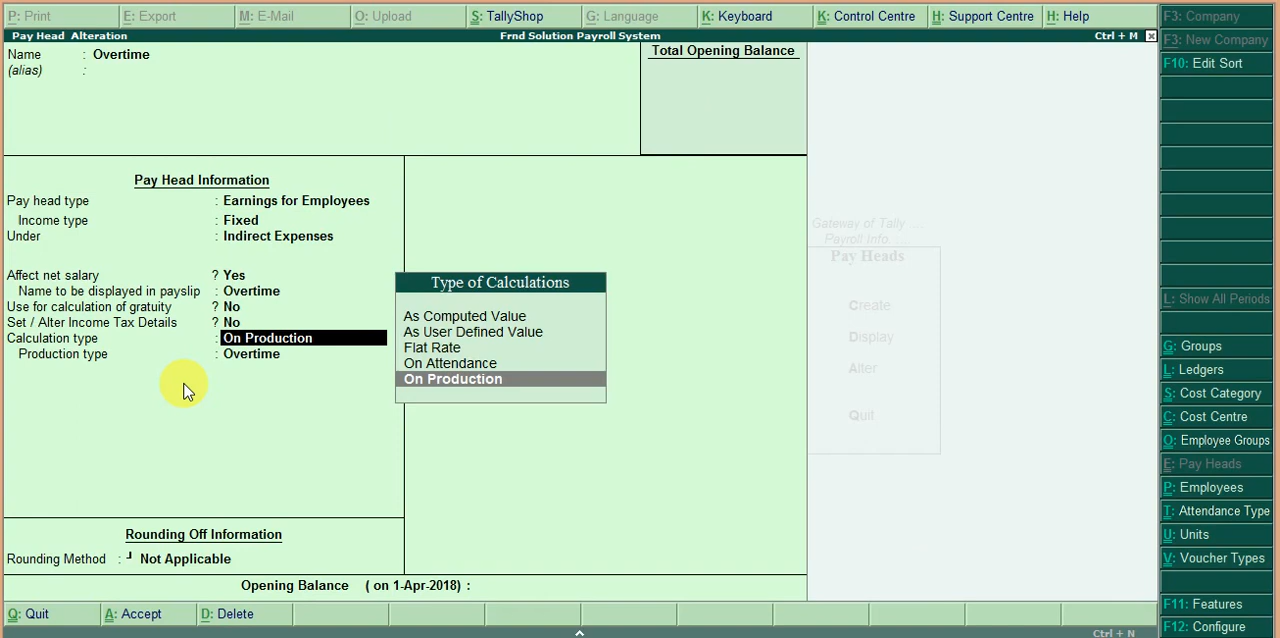 P: Print
E: Export
M: E-Mail
O: Upload
S: TallyShop
G: Language
K: Keyboard
K: Control Centre
H: Support Centre
H: Help
F3: Company
Pay Head Alteration
Frnd Solution Payroll System
Ctrl + M
F3: New Company
Name : Overtime
Total Opening Balance
F10: Edit Sort
(alias) :
Pay Head Information
Pay head type : Earnings for Employees
Income type : Fixed
Under : Indirect Expenses
Affect net salary ? Yes
Name to be displayed in payslip : Overtime
Use for calculation of gratuity ? No
Set / Alter Income Tax Details ? No
Calculation type : On Production
Production type : Overtime
Type of Calculations
As Computed Value
As User Defined Value
Flat Rate
On Attendance
On Production
Gateway of Tally ......
Payroll Info. ......
Pay Heads
Create
Display
Alter
Quit
L: Show All Periods
G: Groups
L: Ledgers
S: Cost Category
C: Cost Centre
O: Employee Groups
E: Pay Heads
P: Employees
T: Attendance Type
U: Units
V: Voucher Types
F11: Features
F12: Configure
Rounding Off Information
Rounding Method : ┘ Not Applicable
Opening Balance ( on 1-Apr-2018) :
Q: Quit
A: Accept
D: Delete
Ctrl + N